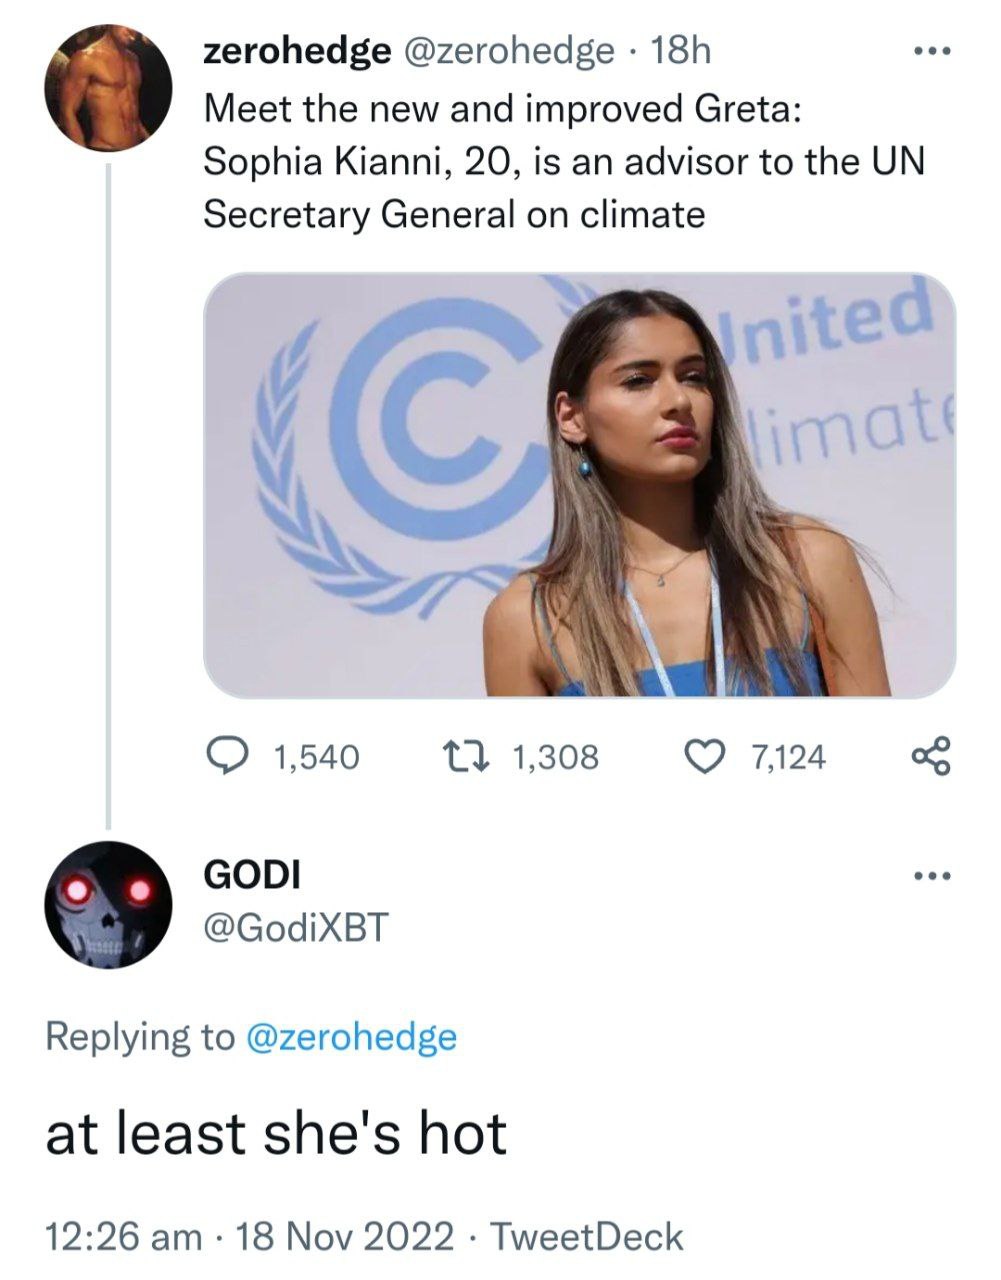 zerohedge @zerohedge · 18h
Meet the new and improved Greta:
Sophia Kianni, 20, is an advisor to the UN
Secretary General on climate
United
limate
1,540 1,308 7,124
GODI
@GodiXBT
Replying to @zerohedge
at least she's hot
12:26 am · 18 Nov 2022 · TweetDeck